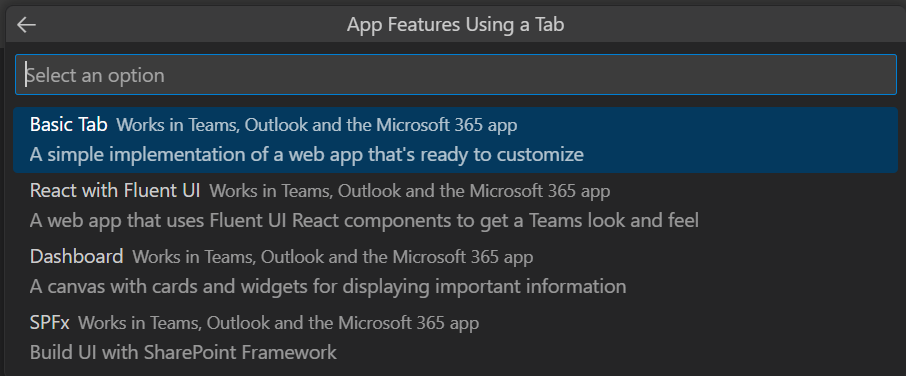 App Features Using a Tab
Select an option
Basic Tab Works in Teams, Outlook and the Microsoft 365 app
A simple implementation of a web app that's ready to customize
React with Fluent UI Works in Teams, Outlook and the Microsoft 365 app
A web app that uses Fluent UI React components to get a Teams look and feel
Dashboard Works in Teams, Outlook and the Microsoft 365 app
A canvas with cards and widgets for displaying important information
SPFx Works in Teams, Outlook and the Microsoft 365 app
Build UI with SharePoint Framework